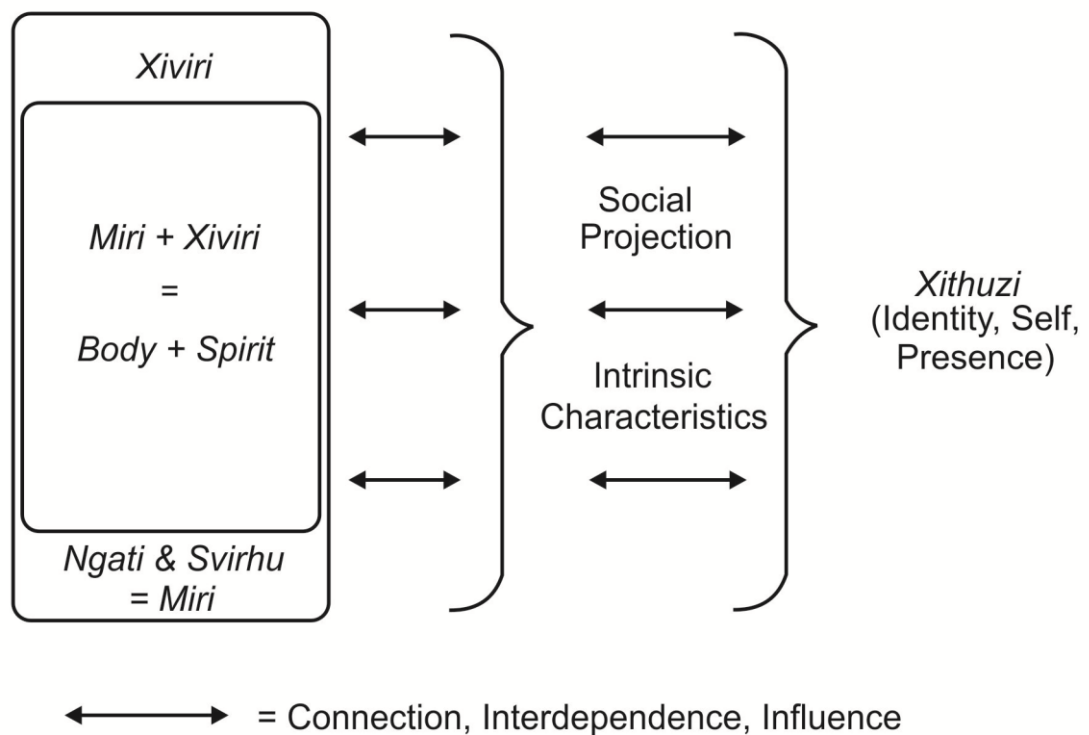 Xiviri
Miri + Xiviri
=
Body + Spirit
Ngati & Svirhu
= Miri
Social
Projection
Intrinsic
Characteristics
Xithuzi
(Identity, Self,
Presence)
= Connection, Interdependence, Influence